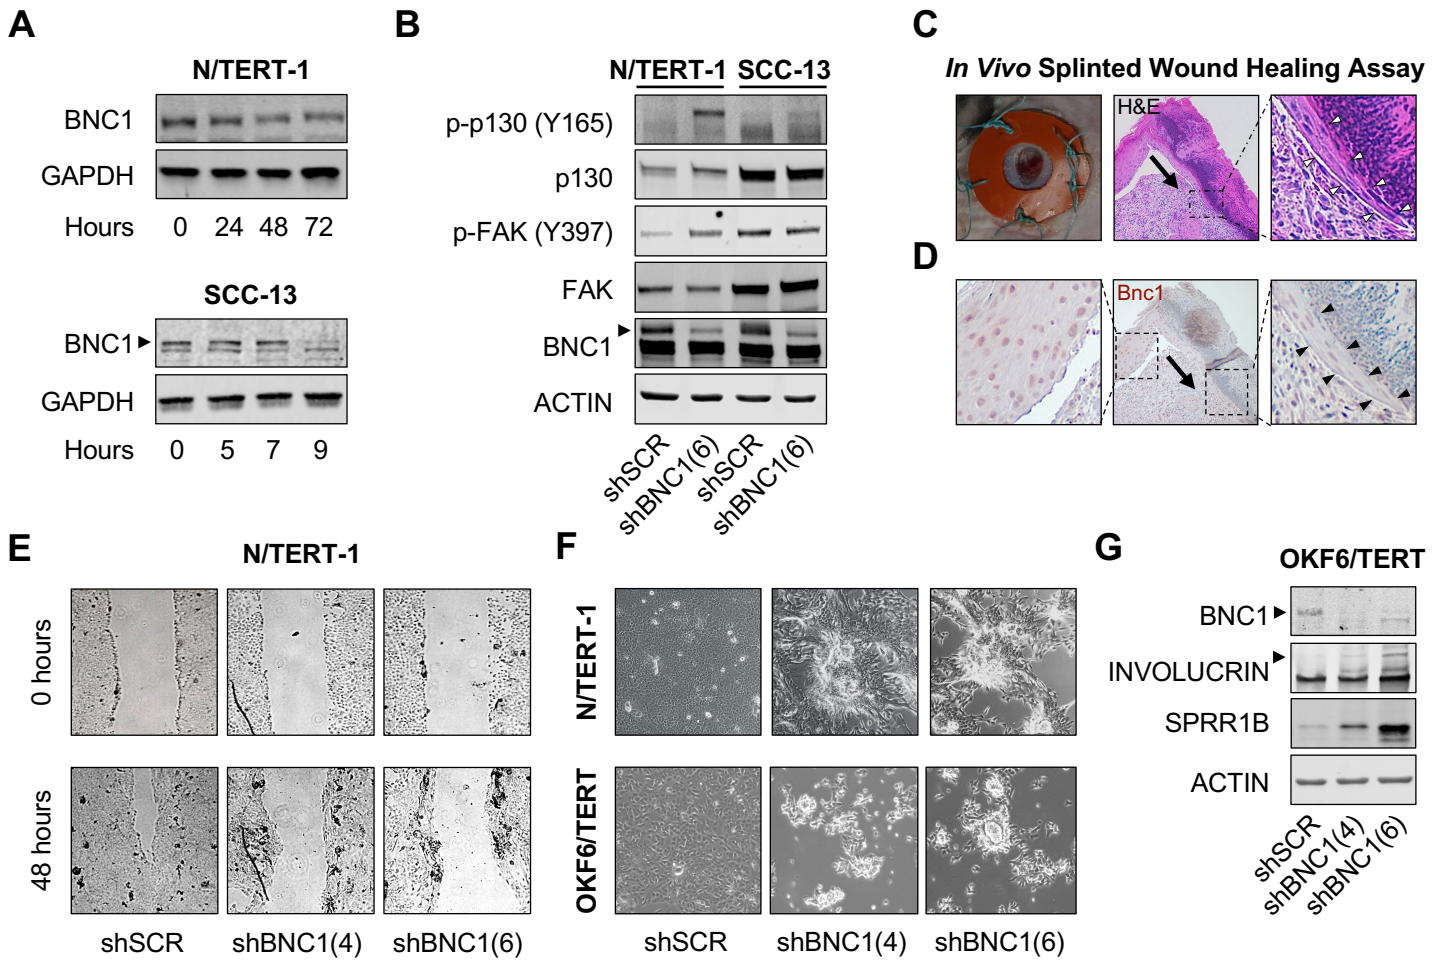 A
N/TERT-1
BNC1
GAPDH
Hours 0 24 48 72
SCC-13
BNC1
GAPDH
Hours 0 5 7 9
B
N/TERT-1 SCC-13
p-p130 (Y165)
p130
p-FAK (Y397)
FAK
BNC1
ACTIN
shSCR
shBNC1(6)
shSCR
shBNC1(6)
C
In Vivo Splinted Wound Healing Assay
H&E
D
Bnc1
E
N/TERT-1
0 hours
48 hours
shSCR shBNC1(4) shBNC1(6)
F
N/TERT-1
OKF6/TERT
shSCR shBNC1(4) shBNC1(6)
G
OKF6/TERT
BNC1
INVOLUCRIN
SPRR1B
ACTIN
shSCR
shBNC1(4)
shBNC1(6)